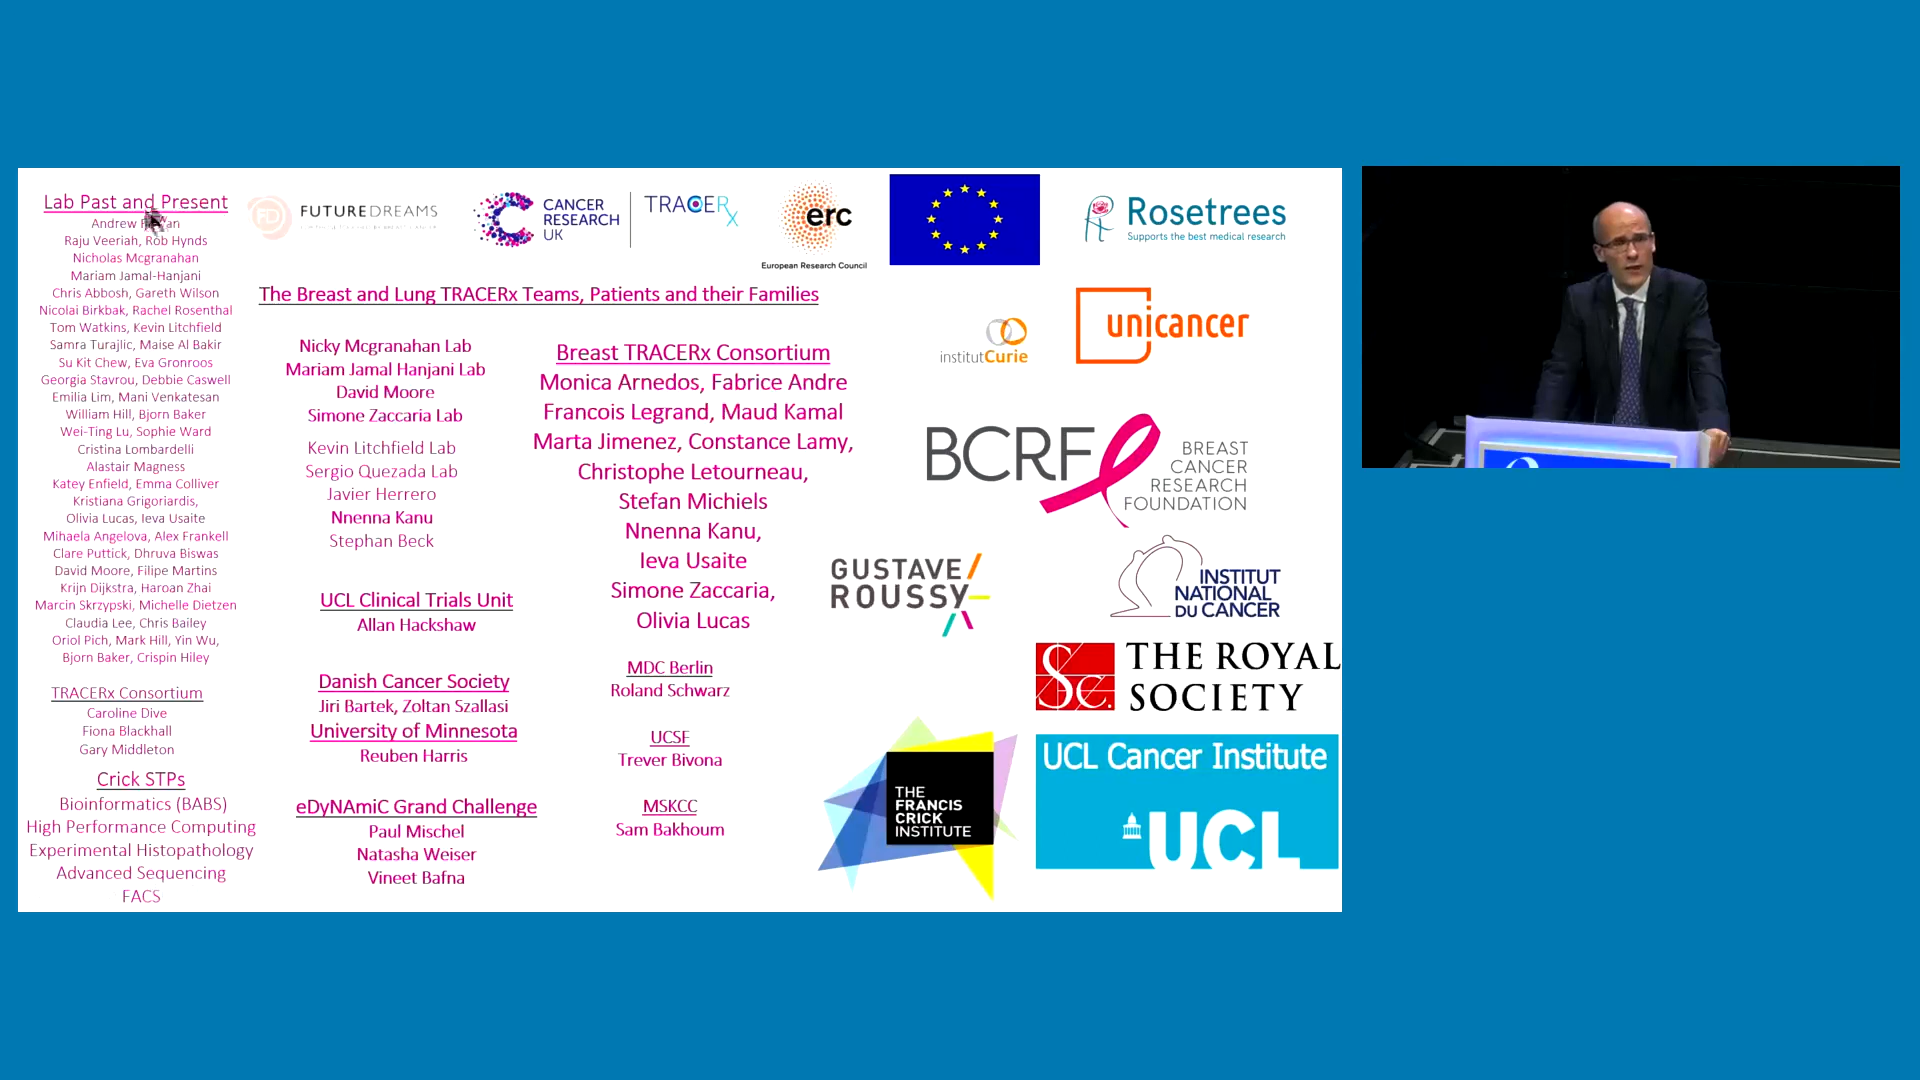 Lab Past and Present
Andrew
Raju Veeriah, Rob Hynds
Nicholas Mcgranahan
Mariam Jamal-Hanjani
Chris Abbosh, Gareth Wilson
Nicolai Birkbak, Rachel Rosenthal
Tom Watkins, Kevin Litchfield
Samra Turajlic, Maise Al Bakir
Su Kit Chew, Eva Gronroos
Georgia Stavrou, Debbie Caswell
Emilia Lim, Mani Venkatesan
William Hill, Bjorn Baker
Wei-Ting Lu, Sophie Ward
Cristina Lombardelli
Alastair Magness
Katey Enfield, Emma Colliver
Kristiana Grigoriardis,
Olivia Lucas, Ieva Usaite
Mihaela Angelova, Alex Frankell
Clare Puttick, Dhruva Biswas
David Moore, Filipe Martins
Krijn Dijkstra, Haroan Zhai
Marcin Skrzypski, Michelle Dietzen
Claudia Lee, Chris Bailey
Oriol Pich, Mark Hill, Yin Wu,
Bjorn Baker, Crispin Hiley
TRACERx Consortium
Caroline Dive
Fiona Blackhall
Gary Middleton
Crick STPs
Bioinformatics (BABS)
High Performance Computing
Experimental Histopathology
Advanced Sequencing
FACS
FD
FUTURE DREAMS
CANCER
RESEARCH
UK
TRACERx
erc
European Research Council
Rosetrees
Supports the best medical research
The Breast and Lung TRACERx Teams, Patients and their Families
Nicky Mcgranahan Lab
Mariam Jamal Hanjani Lab
David Moore
Simone Zaccaria Lab
Kevin Litchfield Lab
Sergio Quezada Lab
Javier Herrero
Nnenna Kanu
Stephan Beck
UCL Clinical Trials Unit
Allan Hackshaw
Danish Cancer Society
Jiri Bartek, Zoltan Szallasi
University of Minnesota
Reuben Harris
eDyNAmiC Grand Challenge
Paul Mischel
Natasha Weiser
Vineet Bafna
Breast TRACERx Consortium
Monica Arnedos, Fabrice Andre
Francois Legrand, Maud Kamal
Marta Jimenez, Constance Lamy,
Christophe Letourneau,
Stefan Michiels
Nnenna Kanu,
Ieva Usaite
Simone Zaccaria,
Olivia Lucas
MDC Berlin
Roland Schwarz
UCSF
Trever Bivona
MSKCC
Sam Bakhoum
institutCurie
unicancer
BCRF
BREAST
CANCER
RESEARCH
FOUNDATION
GUSTAVE
ROUSSY
INSTITUT
NATIONAL
DU CANCER
THE ROYAL
SOCIETY
THE
FRANCIS
CRICK
INSTITUTE
UCL Cancer Institute
UCL